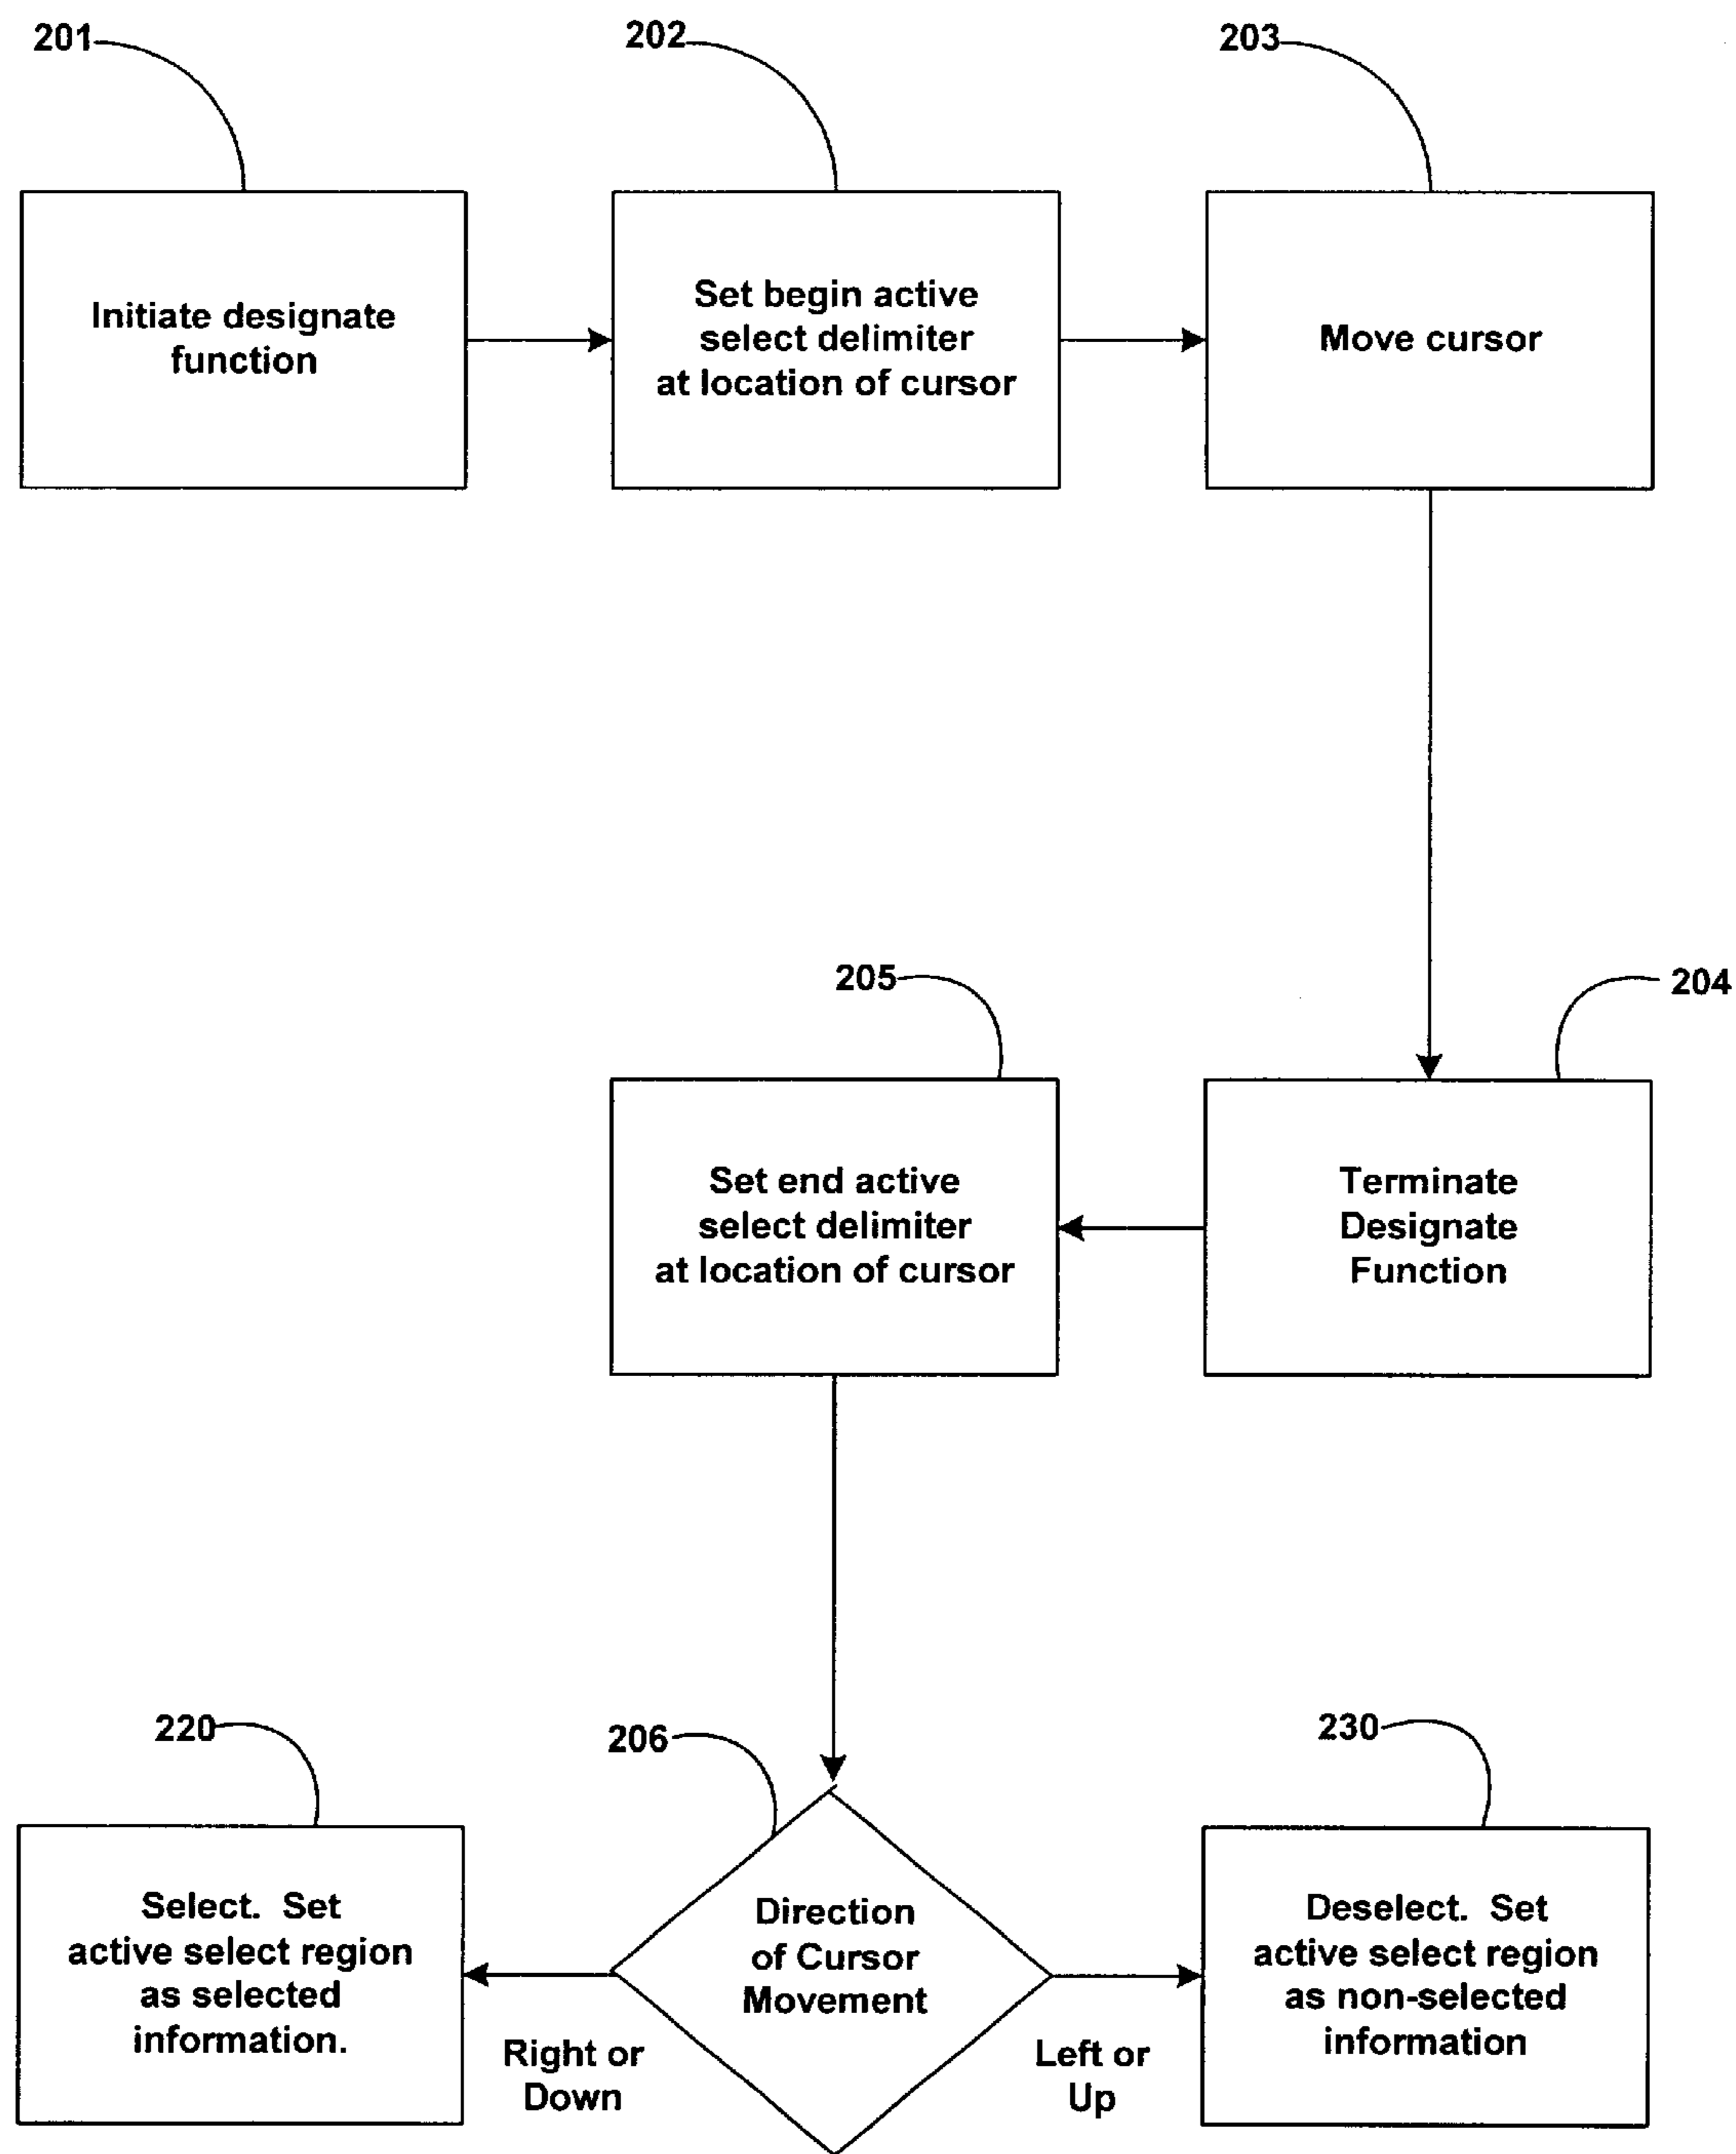 201
202
203
Initiate designate
function
Set begin active
select delimiter
at location of cursor
Move cursor
205
204
Set end active
select delimiter
at location of cursor
Terminate
Designate
Function
220
206
230
Select. Set
active select region
as selected
information.
Direction
of Cursor
Movement
Deselect. Set
active select region
as non-selected
information
Right or
Down
Left or
Up